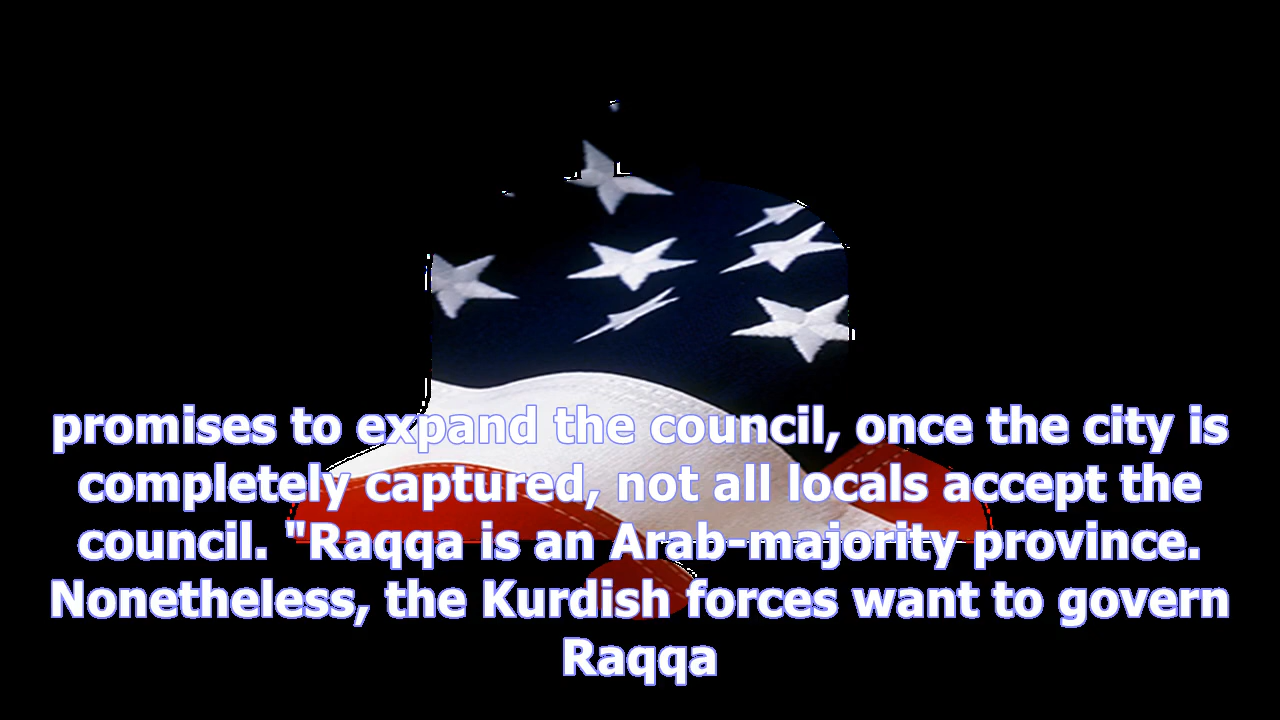 promises to expand the council, once the city is
completely captured, not all locals accept the
council. "Raqqa is an Arab-majority province.
Nonetheless, the Kurdish forces want to govern
Raqqa